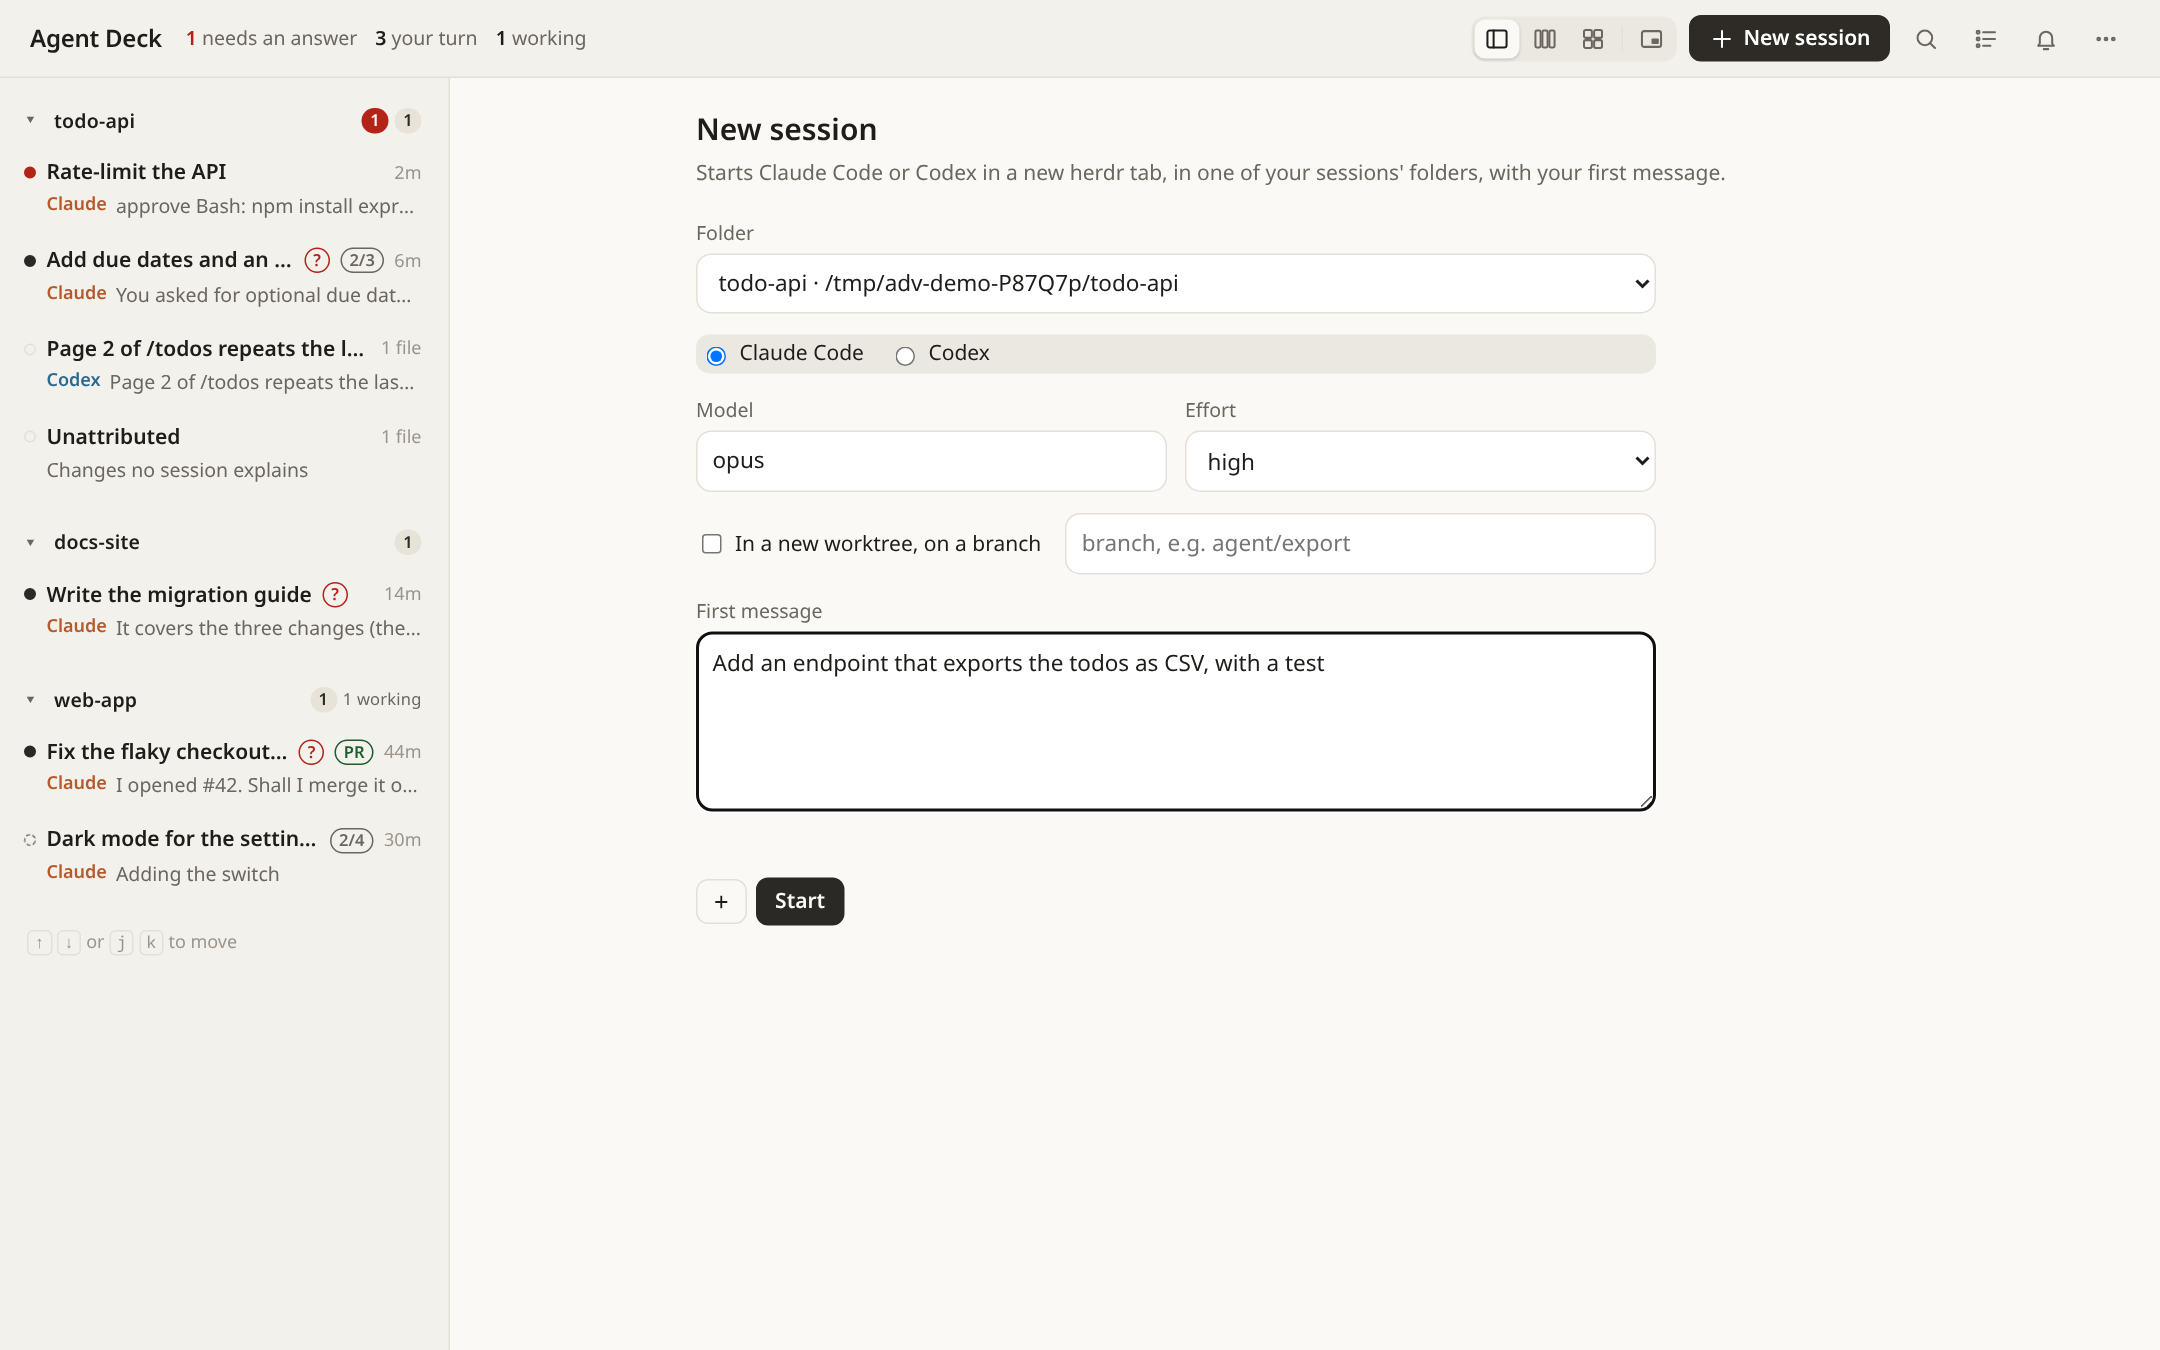 Agent Deck 1 needs an answer 3 your turn 1 working
New session
todo-api 1 1
Rate-limit the API 2m
Claude approve Bash: npm install expr...
Add due dates and an ... ? 2/3 6m
Claude You asked for optional due dat...
Page 2 of /todos repeats the l... 1 file
Codex Page 2 of /todos repeats the las...
Unattributed 1 file
Changes no session explains
docs-site 1
Write the migration guide ? 14m
Claude It covers the three changes (the...
web-app 1 1 working
Fix the flaky checkout... ? PR 44m
Claude I opened #42. Shall I merge it o...
Dark mode for the settin... 2/4 30m
Claude Adding the switch
↑ ↓ or j k to move
New session
Starts Claude Code or Codex in a new herdr tab, in one of your sessions' folders, with your first message.
Folder
todo-api · /tmp/adv-demo-P87Q7p/todo-api
Claude Code Codex
Model Effort
opus high
In a new worktree, on a branch branch, e.g. agent/export
First message
Add an endpoint that exports the todos as CSV, with a test
+ Start